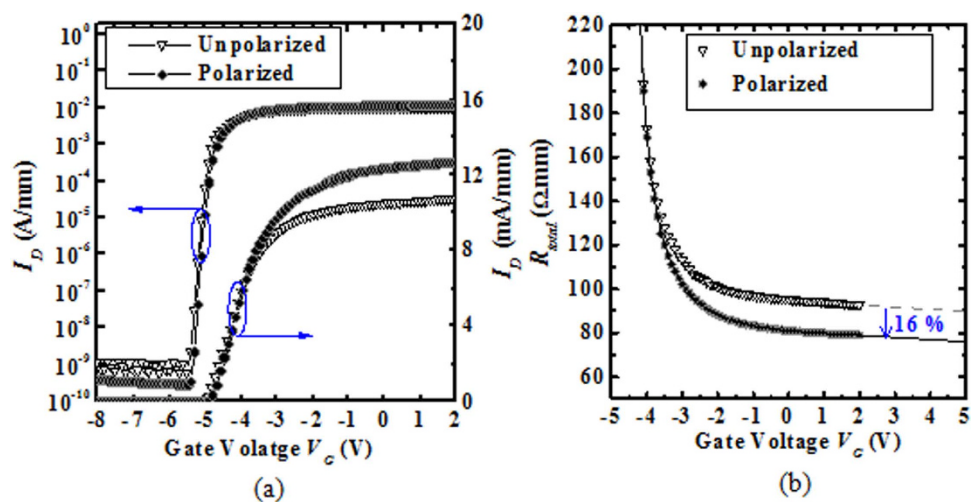 10⁰
10⁻¹
10⁻²
10⁻³
10⁻⁴
10⁻⁵
10⁻⁶
10⁻⁷
10⁻⁸
10⁻⁹
10⁻¹⁰
I_D (A/mm)
Unpolarized
Polarized
20
16
12
8
4
0
I_D (mA/mm)
-8 -7 -6 -5 -4 -3 -2 -1 0 1 2
Gate Volatge V_G (V)
(a)
220
200
180
160
140
120
100
80
60
R_total (Ωmm)
Unpolarized
Polarized
16 %
-5 -4 -3 -2 -1 0 1 2 3 4 5
Gate Voltage V_G (V)
(b)